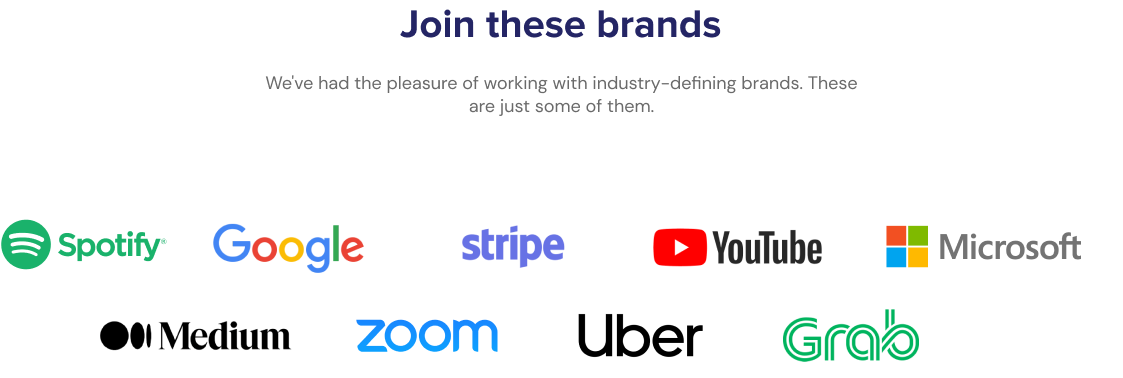 Join these brands
We've had the pleasure of working with industry-defining brands. These
are just some of them.
Spotify® Google stripe YouTube Microsoft
Medium zoom Uber Grab